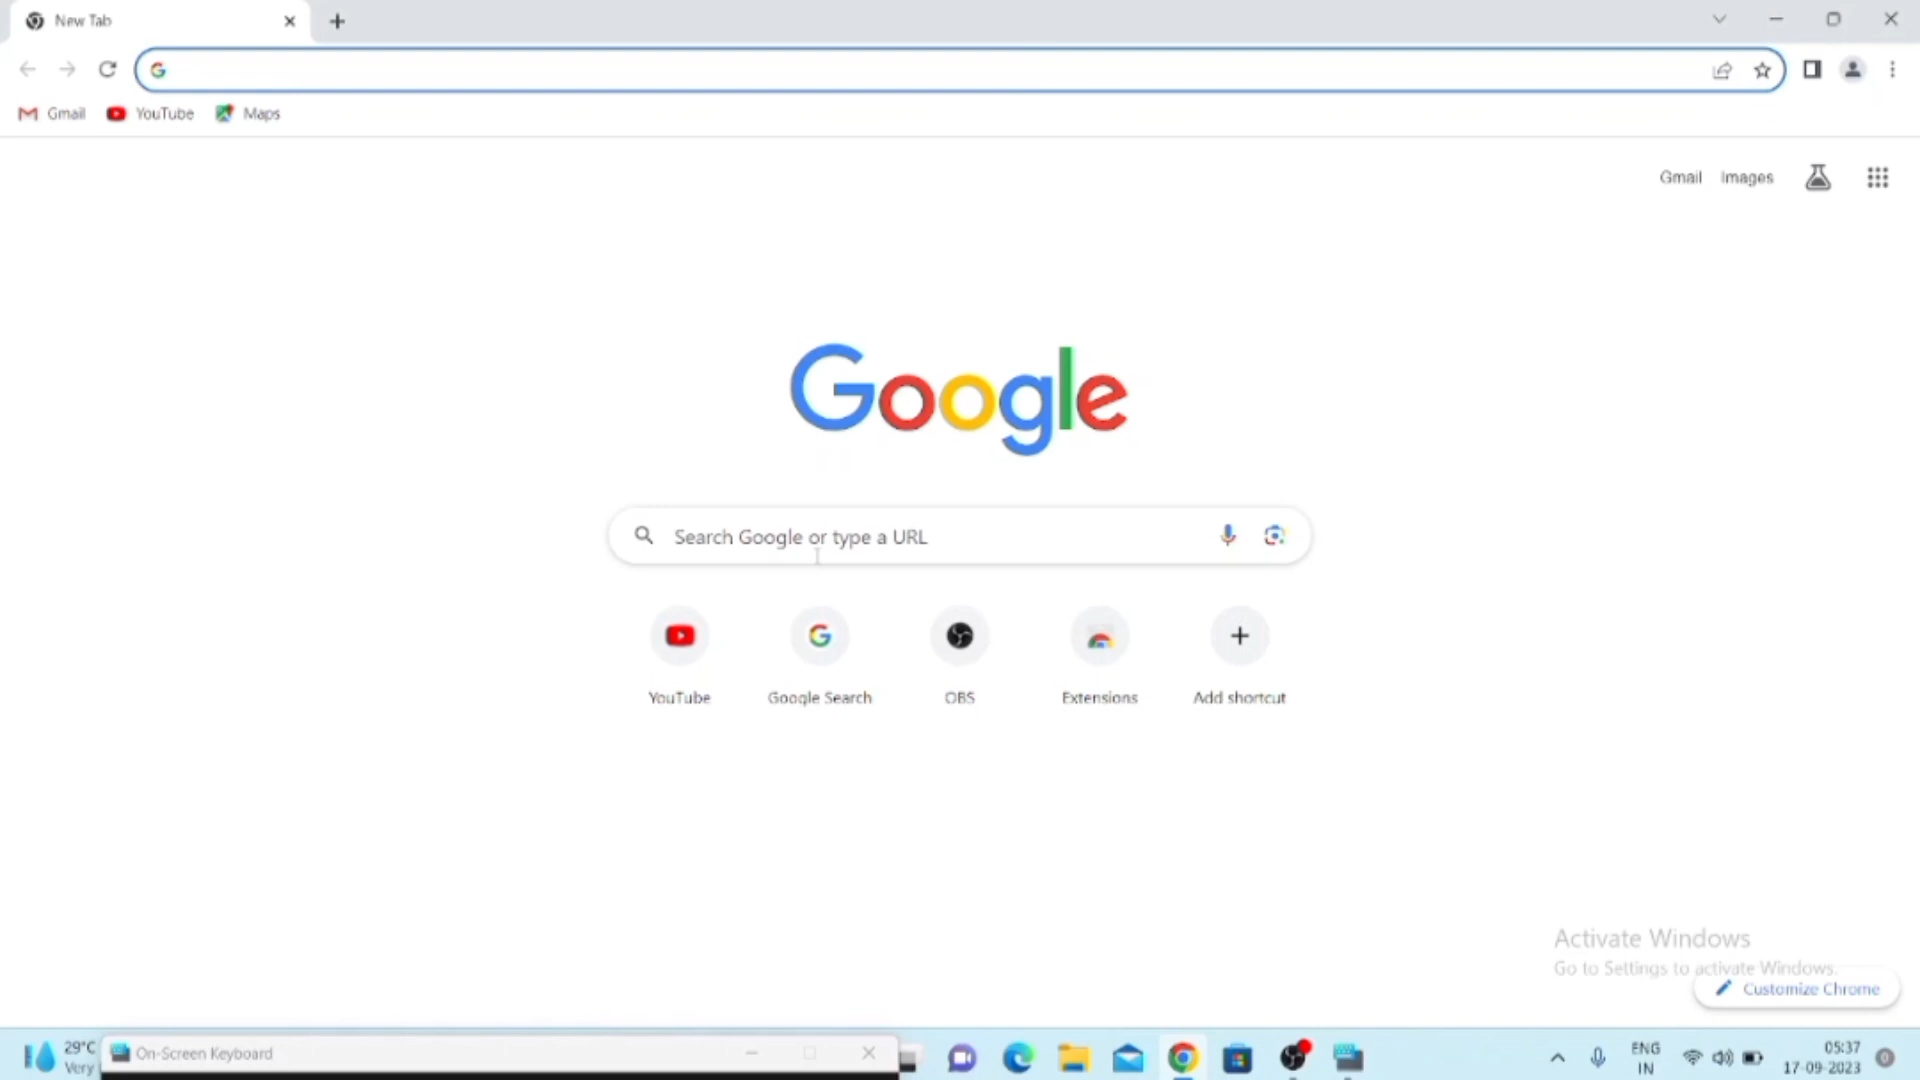 New Tab
Gmail YouTube Maps
Gmail Images
Google
Search Google or type a URL
YouTube Google Search OBS Extensions Add shortcut
Activate Windows
Go to Settings to activate Windows.
Customize Chrome
29°C
Very
On-Screen Keyboard
ENG
IN
05:37
17-09-2023